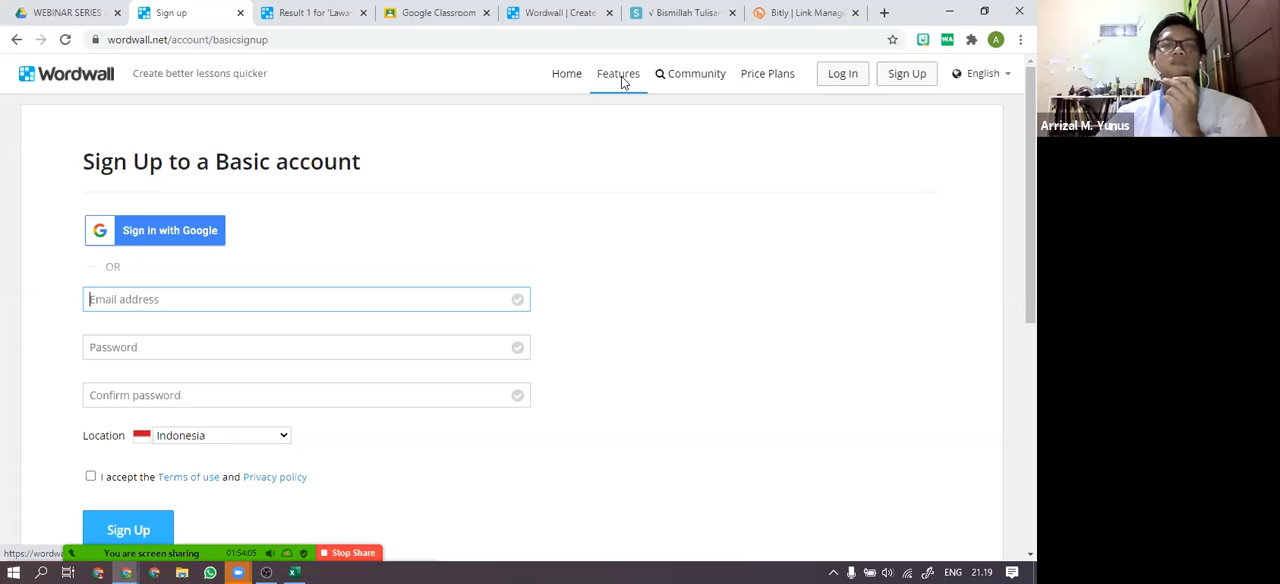 WEBINAR SERIES -
Sign up
Result 1 for 'Lawa
Google Classroom
Wordwall | Create
√ Bismillah Tulisa
Bitly | Link Manag
wordwall.net/account/basicsignup
WA
A
Wordwall
Create better lessons quicker
Home
Features
Community
Price Plans
Log In
Sign Up
English
Arrizal M. Yunus
Sign Up to a Basic account
G Sign in with Google
OR
Email address
Password
Confirm password
Location
Indonesia
I accept the Terms of use and Privacy policy
Sign Up
https://wordwa
You are screen sharing
01:54:05
Stop Share
ENG
21.19